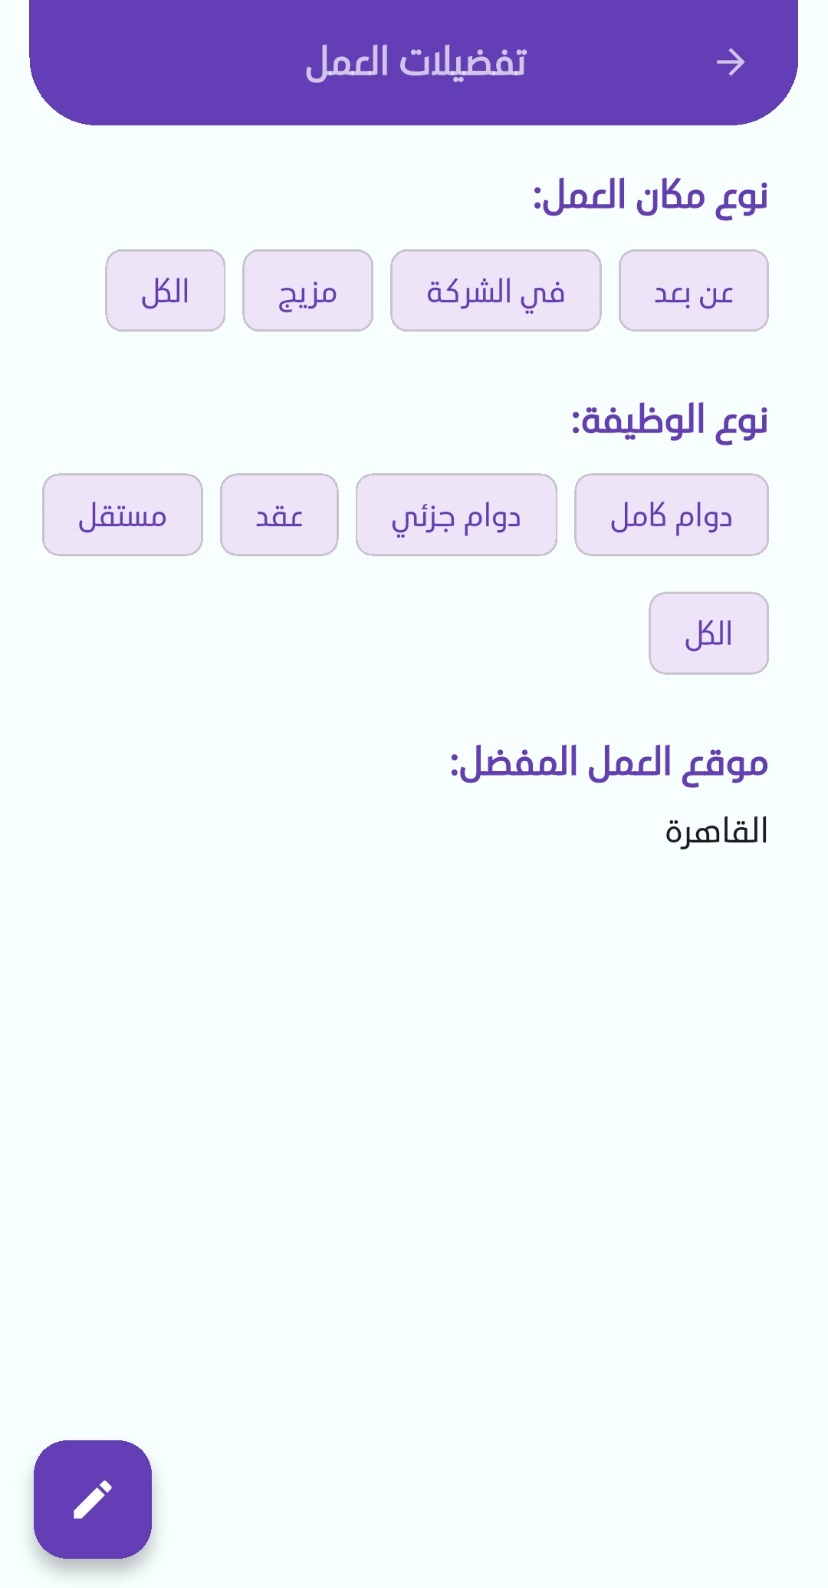 تفضيلات العمل
نوع مكان العمل:
عن بعد في الشركة مزيج الكل
نوع الوظيفة:
دوام كامل دوام جزئي عقد مستقل
الكل
موقع العمل المفضل:
القاهرة